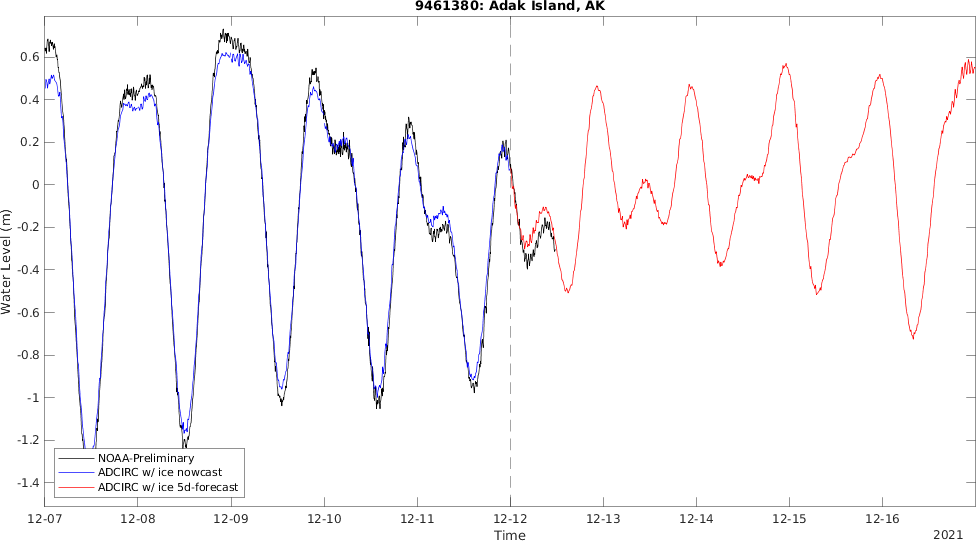 9461380: Adak Island, AK
Water Level (m)
0.6
0.4
0.2
0
-0.2
-0.4
-0.6
-0.8
-1
-1.2
-1.4
NOAA-Preliminary
ADCIRC w/ ice nowcast
ADCIRC w/ ice 5d-forecast
12-07 12-08 12-09 12-10 12-11 12-12 12-13 12-14 12-15 12-16
Time
2021